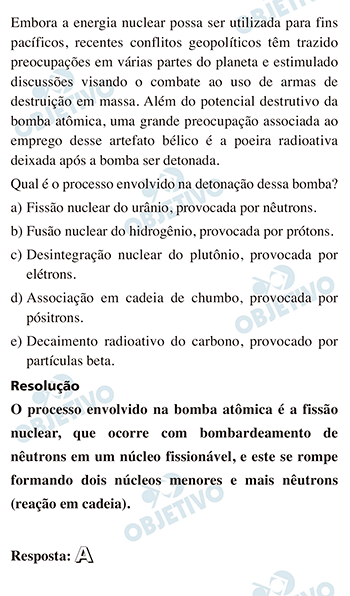 Embora a energia nuclear possa ser utilizada para fins
pacíficos, recentes conflitos geopolíticos têm trazido
preocupações em várias partes do planeta e estimulado
discussões visando o combate ao uso de armas de
destruição em massa. Além do potencial destrutivo da
bomba atômica, uma grande preocupação associada ao
emprego desse artefato bélico é a poeira radioativa
deixada após a bomba ser detonada.
Qual é o processo envolvido na detonação dessa bomba?
a) Fissão nuclear do urânio, provocada por nêutrons.
b) Fusão nuclear do hidrogênio, provocada por prótons.
c) Desintegração nuclear do plutônio, provocada por
elétrons.
d) Associação em cadeia de chumbo, provocada por
pósitrons.
e) Decaimento radioativo do carbono, provocado por
partículas beta.
Resolução
O processo envolvido na bomba atômica é a fissão
nuclear, que ocorre com bombardeamento de
nêutrons em um núcleo fissionável, e este se rompe
formando dois núcleos menores e mais nêutrons
(reação em cadeia).
Resposta: A
OBJETIVO
OBJETIVO
OBJETIVO
OBJETIVO
OBJETIVO
OBJETIVO